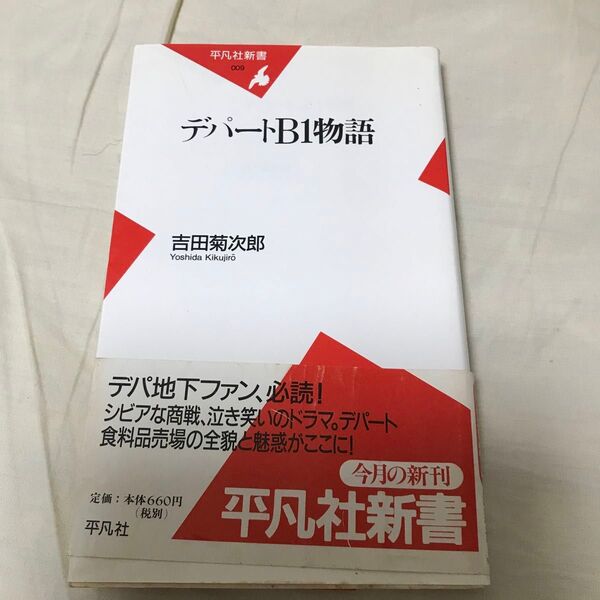 平凡社新書
009
デパートB1物語
吉田菊次郎
Yoshida Kikujirō
デパ地下ファン、必読!
シビアな商戦、泣き笑いのドラマ。デパート
食料品売場の全貌と魅惑がここに!
今月の新刊
平凡社新書
定価:本体660円
(税別)
平凡社